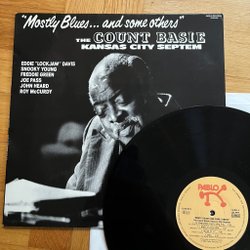 "Mostly Blues...and some others"
THE COUNT BASIE
KANSAS CITY SEPTEM
EDDIE "LOCKJAW" DAVIS
SNOOKY YOUNG
FREDDIE GREEN
JOE PASS
JOHN HEARD
ROY McCURDY
PABLO